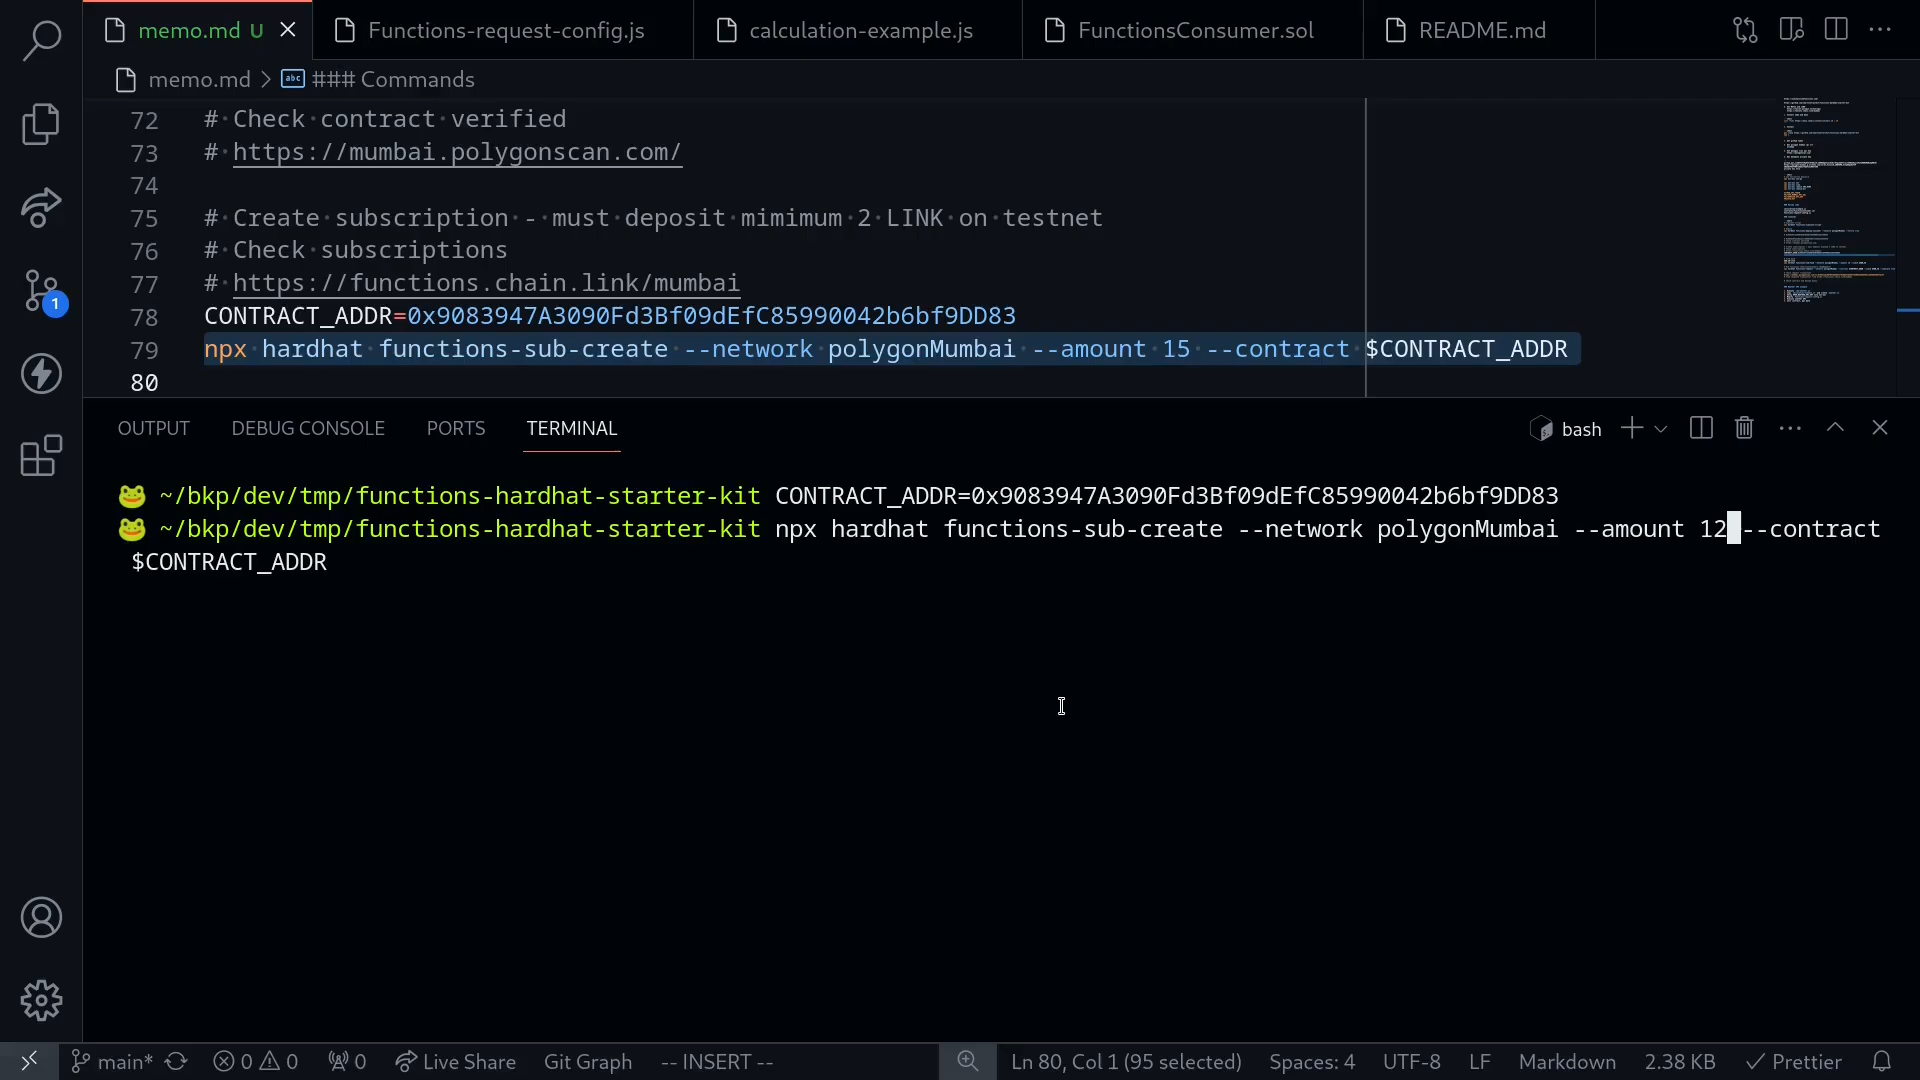 memo.md U
Functions-request-config.js
calculation-example.js
FunctionsConsumer.sol
README.md
memo.md > abc ### Commands
72 # Check contract verified
73 # https://mumbai.polygonscan.com/
74
75 # Create subscription - must deposit mimimum 2 LINK on testnet
76 # Check subscriptions
77 # https://functions.chain.link/mumbai
78 CONTRACT_ADDR=0x9083947A3090Fd3Bf09dEfC85990042b6bf9DD83
79 npx hardhat functions-sub-create --network polygonMumbai --amount 15 --contract $CONTRACT_ADDR
80
1
OUTPUT DEBUG CONSOLE PORTS TERMINAL
bash
~/bkp/dev/tmp/functions-hardhat-starter-kit CONTRACT_ADDR=0x9083947A3090Fd3Bf09dEfC85990042b6bf9DD83
~/bkp/dev/tmp/functions-hardhat-starter-kit npx hardhat functions-sub-create --network polygonMumbai --amount 12 --contract
$CONTRACT_ADDR
main* 0 0 0 Live Share Git Graph -- INSERT -- Ln 80, Col 1 (95 selected) Spaces: 4 UTF-8 LF Markdown 2.38 KB Prettier